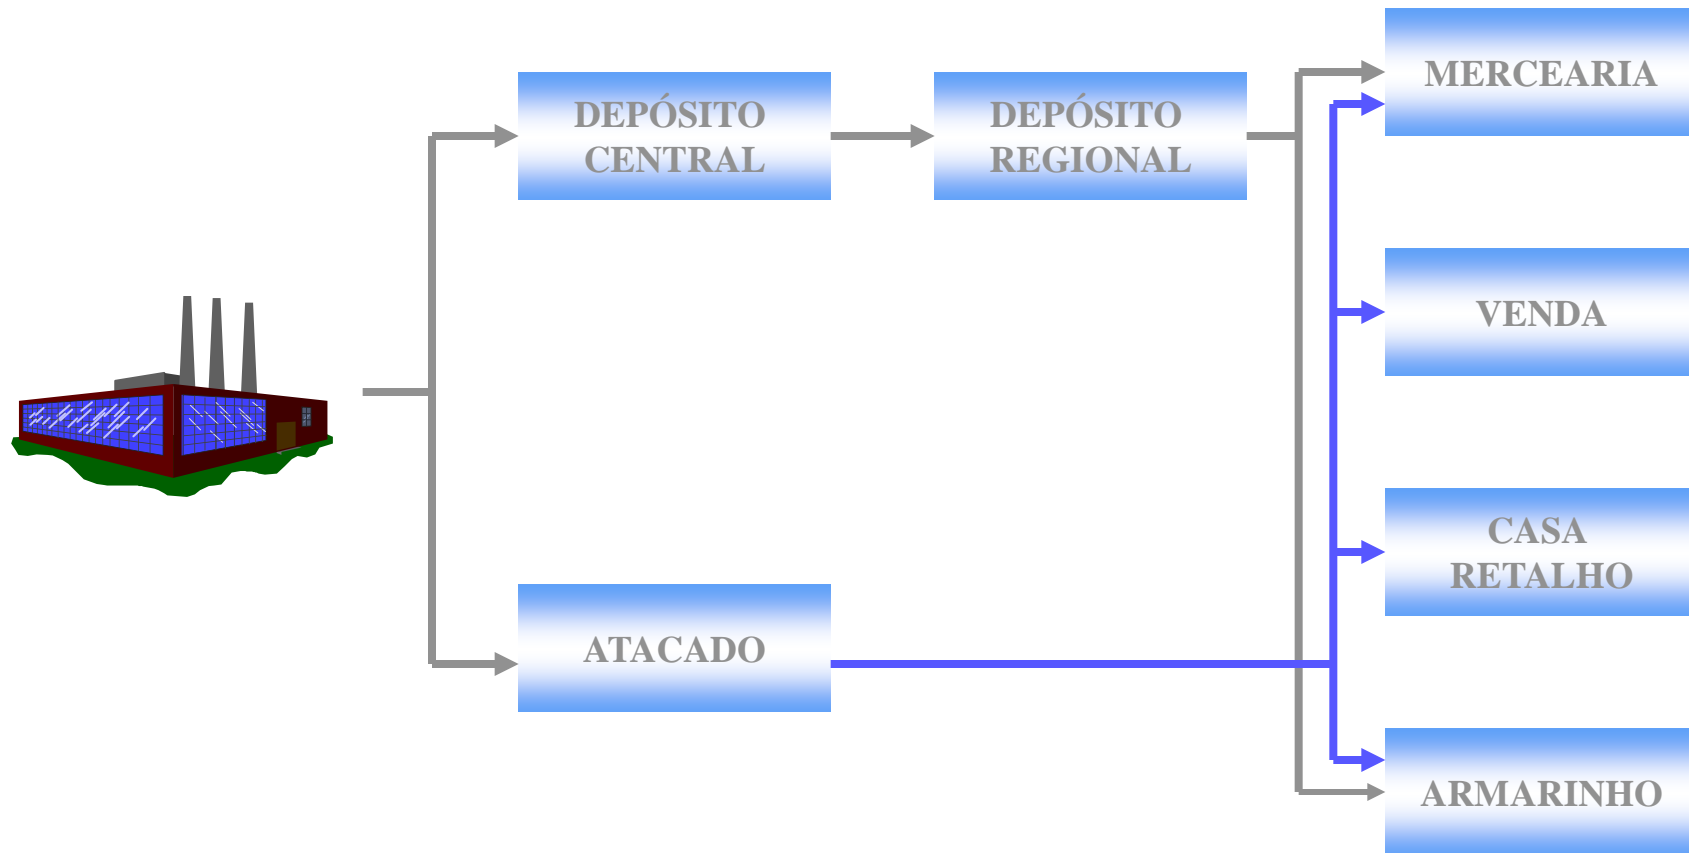 MERCEARIA
DEPÓSITO
CENTRAL
DEPÓSITO
REGIONAL
VENDA
CASA
RETALHO
ATACADO
ARMARINHO